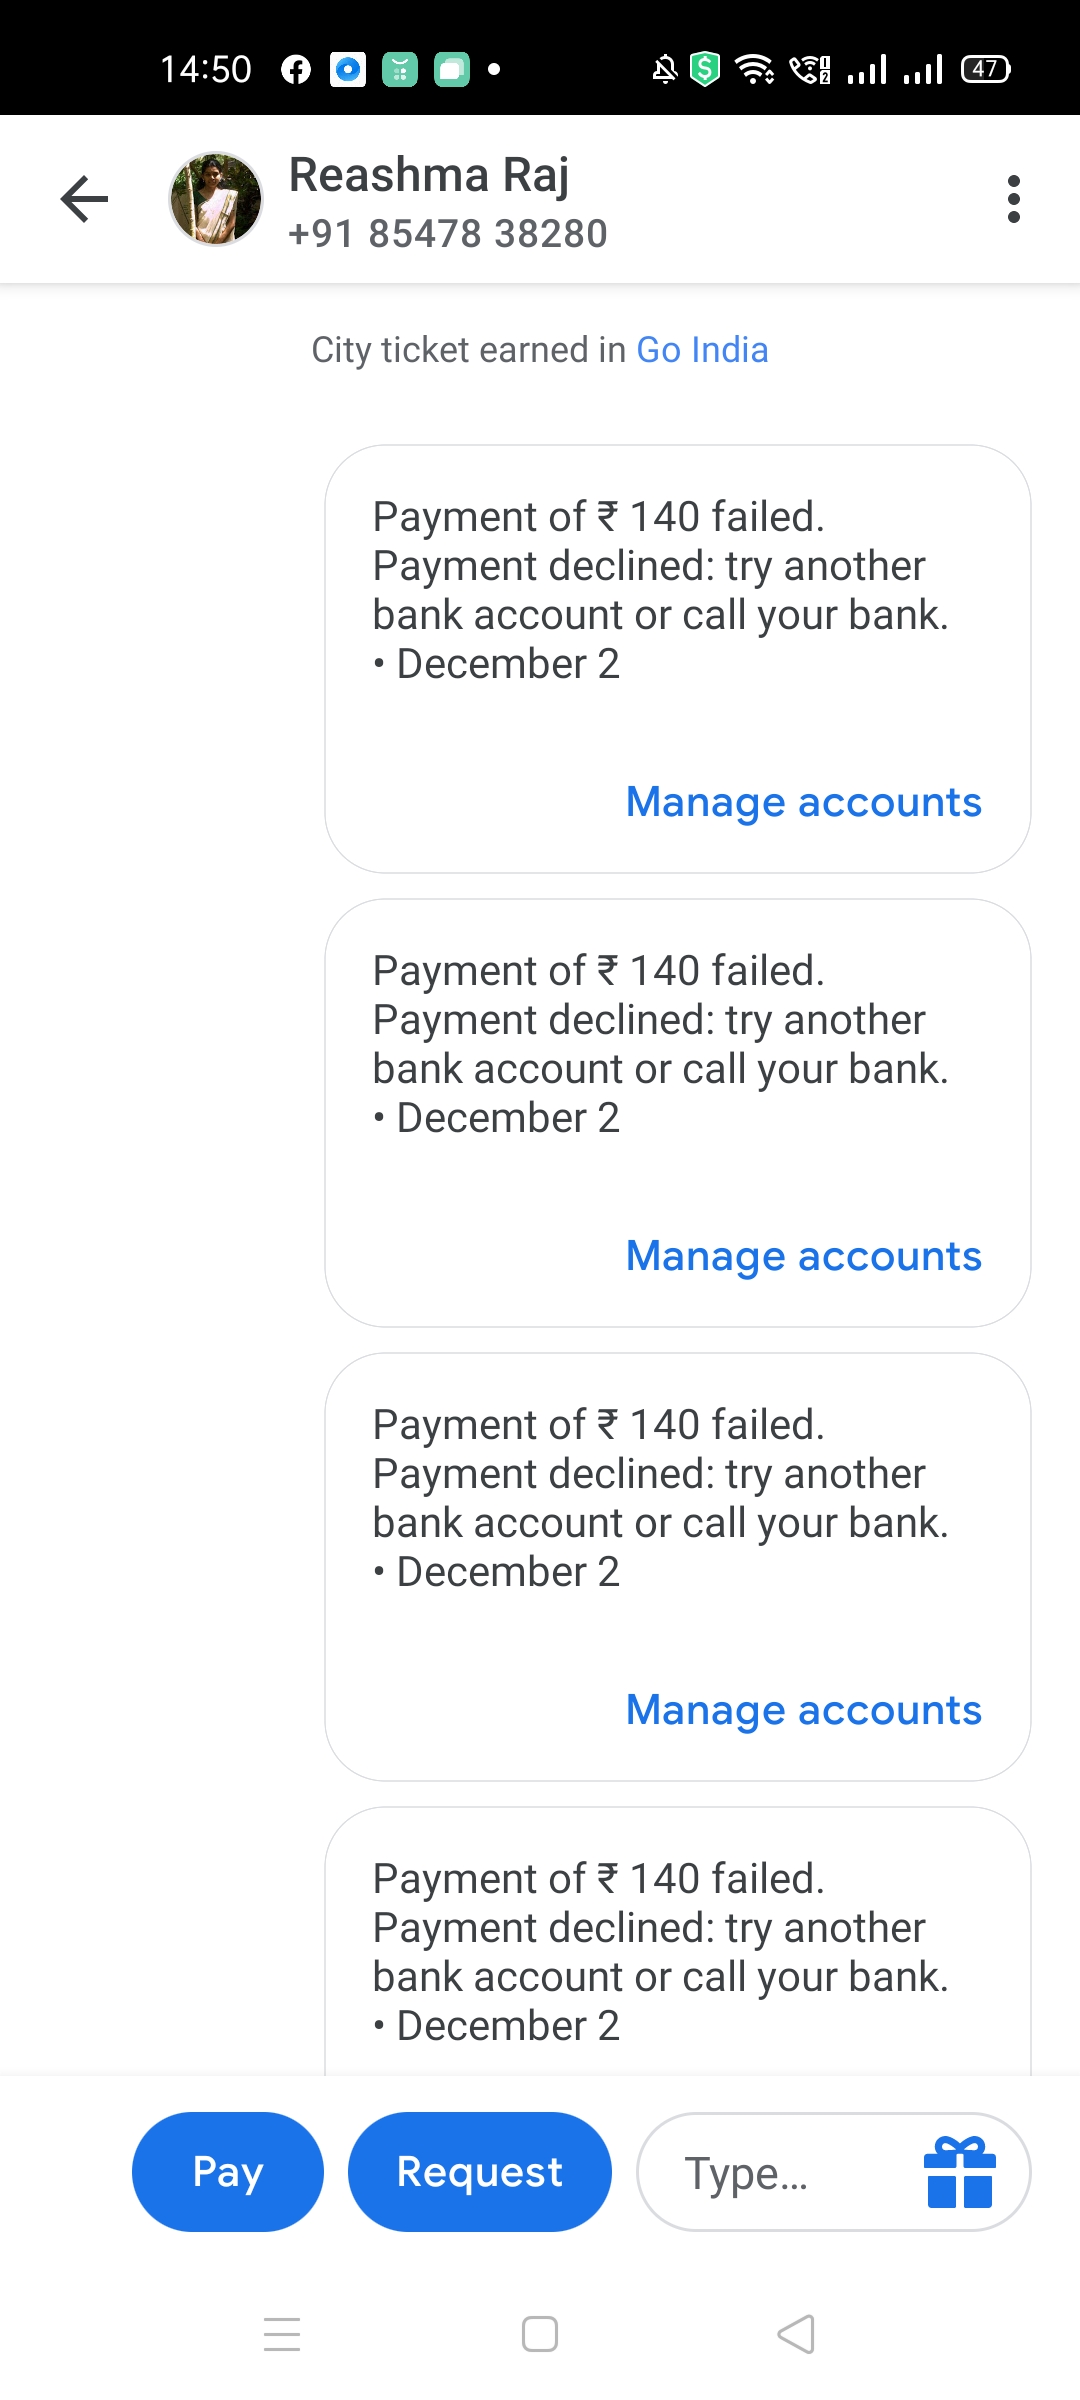 14:50
47
Reashma Raj
+91 85478 38280
City ticket earned in Go India
Payment of ₹ 140 failed.
Payment declined: try another
bank account or call your bank.
• December 2
Manage accounts
Payment of ₹ 140 failed.
Payment declined: try another
bank account or call your bank.
• December 2
Manage accounts
Payment of ₹ 140 failed.
Payment declined: try another
bank account or call your bank.
• December 2
Manage accounts
Payment of ₹ 140 failed.
Payment declined: try another
bank account or call your bank.
• December 2
Pay
Request
Type...